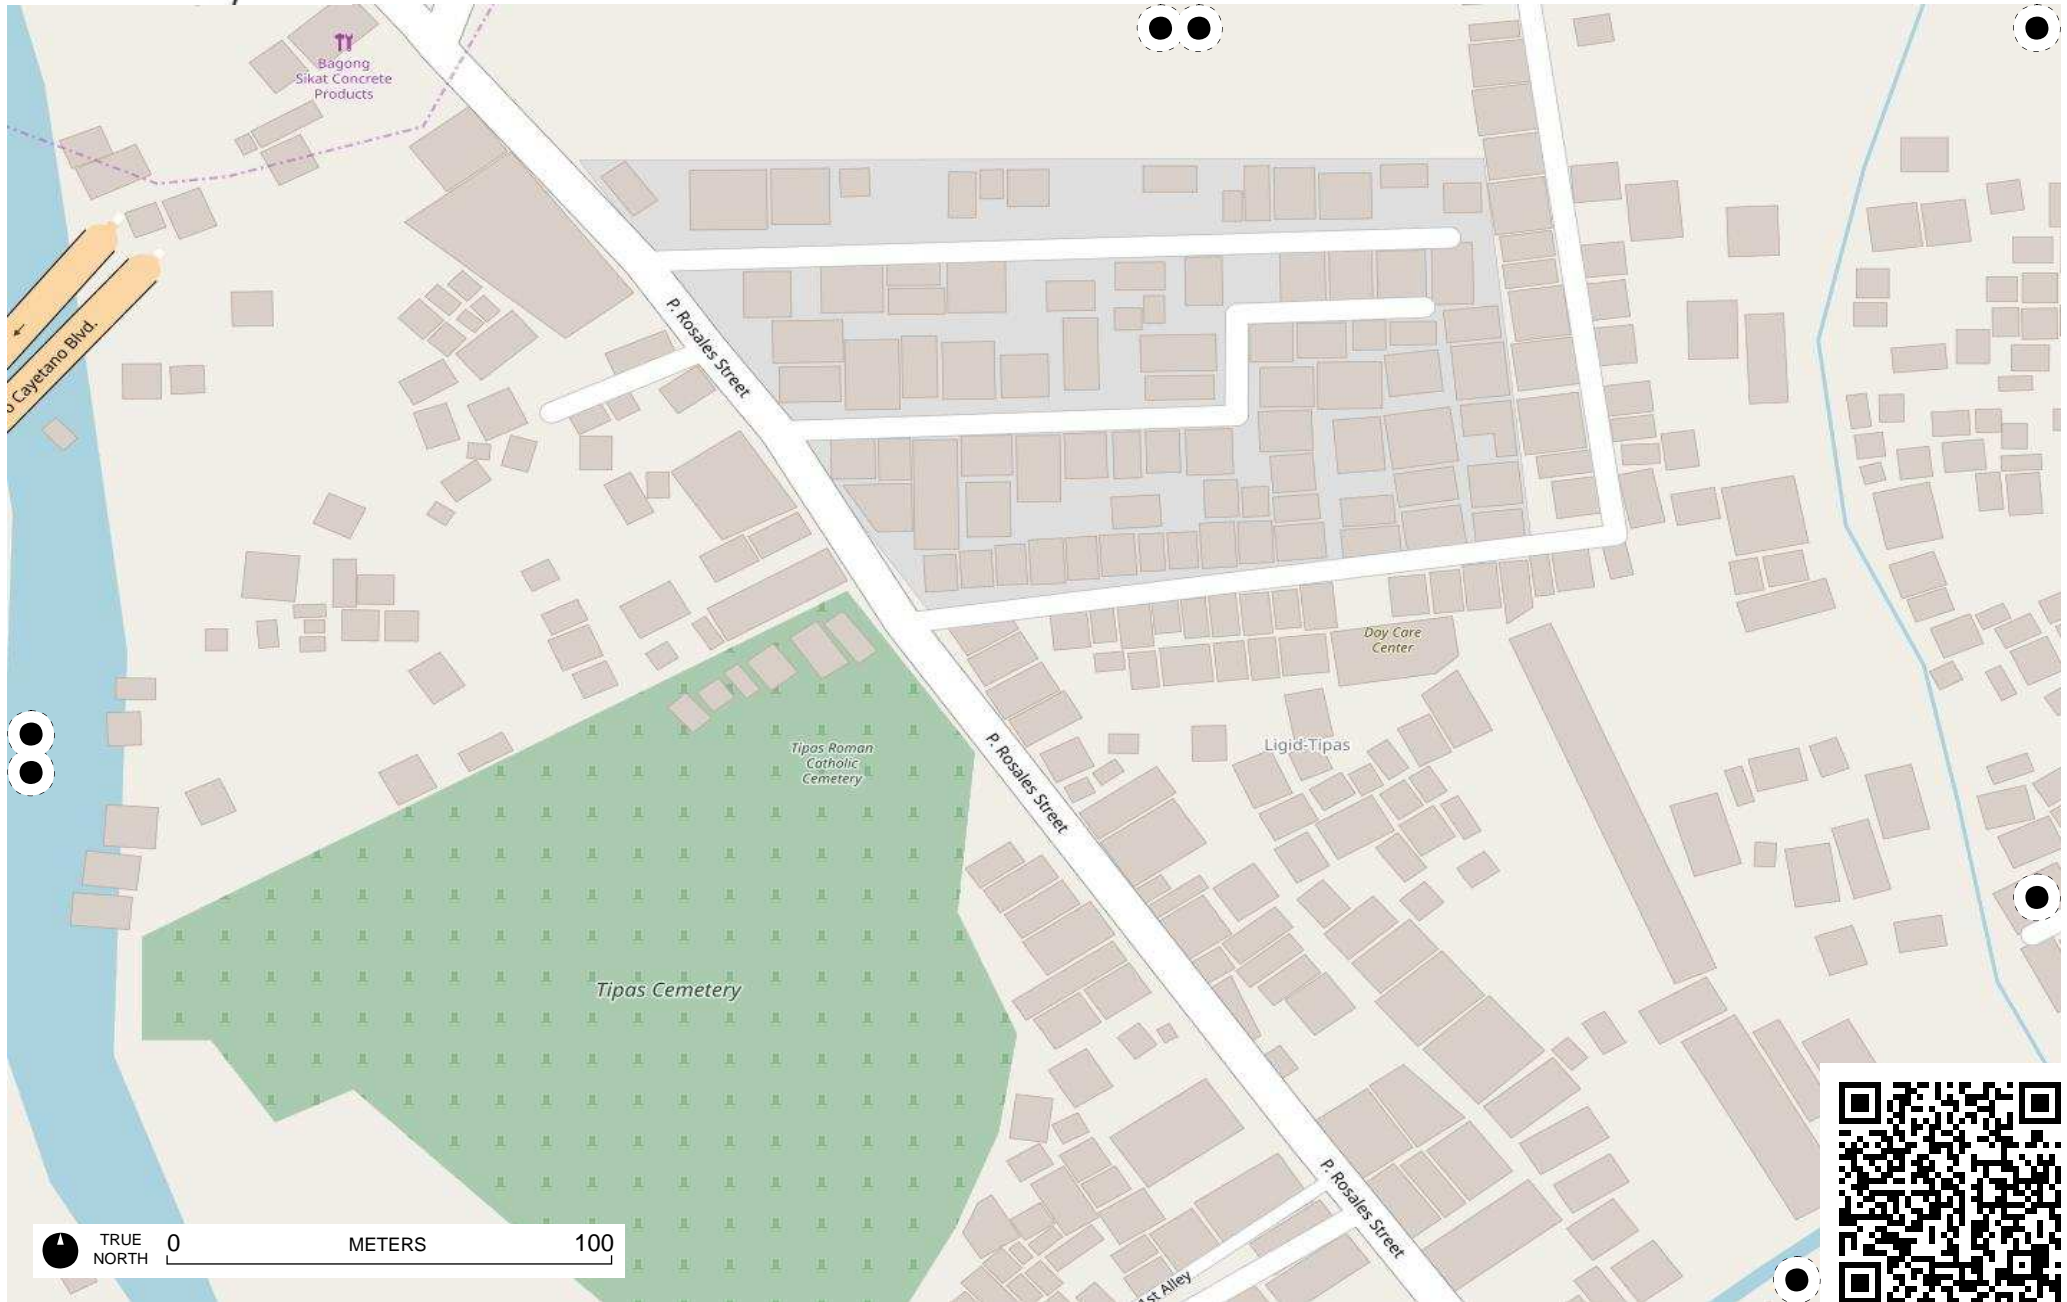 Bagong
Sikat Concrete
Products
Cayetano Blvd.
P. Rosales Street
Day Care
Center
Ligid-Tipas
P. Rosales Street
Tipas Roman
Catholic
Cemetery
Tipas Cemetery
P. Rosales Street
1st Alley
TRUE
NORTH
0
METERS
100